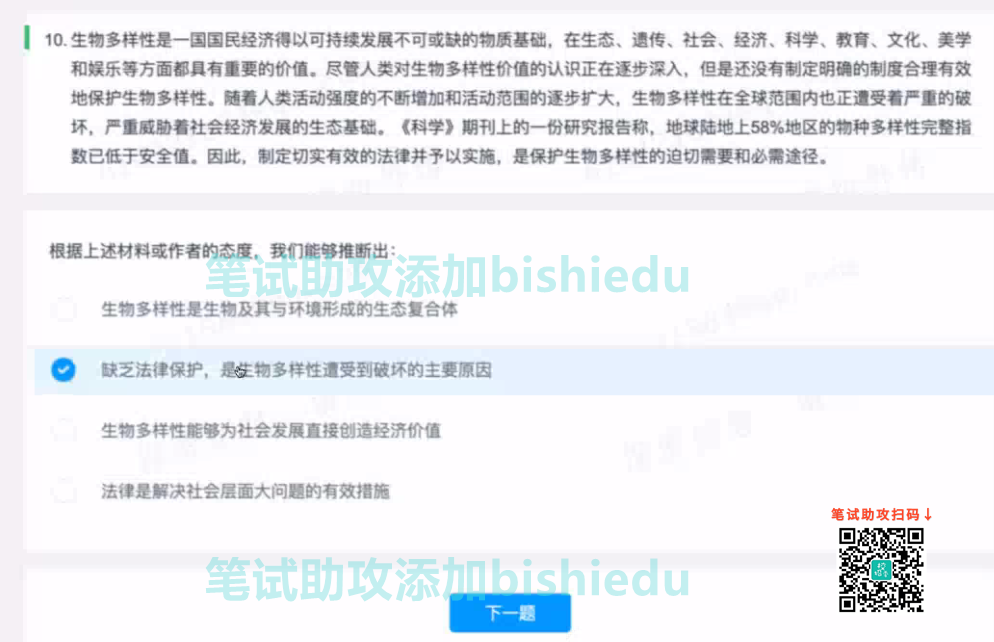 10. 生物多样性是一国国民经济得以可持续发展不可或缺的物质基础，在生态、遗传、社会、经济、科学、教育、文化、美学
和娱乐等方面都具有重要的价值。尽管人类对生物多样性价值的认识正在逐步深入，但是还没有制定明确的制度合理有效
地保护生物多样性。随着人类活动强度的不断增加和活动范围的逐步扩大，生物多样性在全球范围内也正遭受着严重的破
坏，严重威胁着社会经济发展的生态基础。《科学》期刊上的一份研究报告称，地球陆地上58%地区的物种多样性完整指
数已低于安全值。因此，制定切实有效的法律并予以实施，是保护生物多样性的迫切需要和必需途径。
根据上述材料或作者的态度，我们能够推断出：
笔试助攻添加bishiedu
生物多样性是生物及其与环境形成的生态复合体
缺乏法律保护，是生物多样性遭受到破坏的主要原因
生物多样性能够为社会发展直接创造经济价值
法律是解决社会层面大问题的有效措施
笔试助攻扫码↓
笔试助攻添加bishiedu
下一题